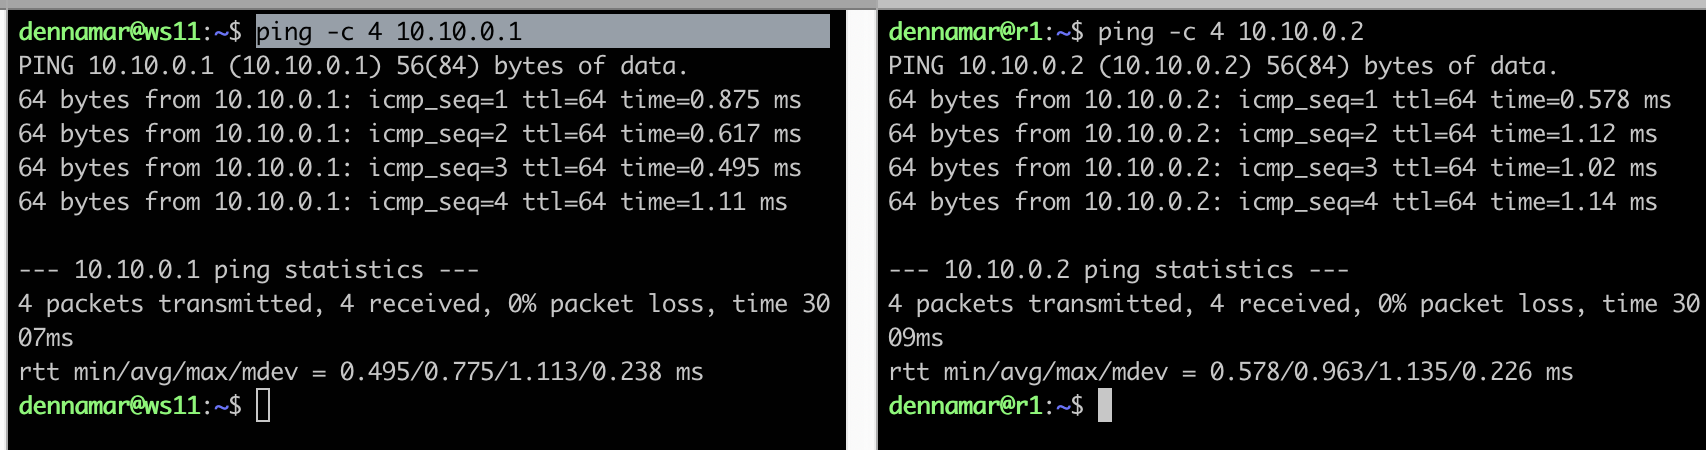 dennamar@ws11:~$ ping -c 4 10.10.0.1
PING 10.10.0.1 (10.10.0.1) 56(84) bytes of data.
64 bytes from 10.10.0.1: icmp_seq=1 ttl=64 time=0.875 ms
64 bytes from 10.10.0.1: icmp_seq=2 ttl=64 time=0.617 ms
64 bytes from 10.10.0.1: icmp_seq=3 ttl=64 time=0.495 ms
64 bytes from 10.10.0.1: icmp_seq=4 ttl=64 time=1.11 ms

--- 10.10.0.1 ping statistics ---
4 packets transmitted, 4 received, 0% packet loss, time 30
07ms
rtt min/avg/max/mdev = 0.495/0.775/1.113/0.238 ms
dennamar@ws11:~$
dennamar@r1:~$ ping -c 4 10.10.0.2
PING 10.10.0.2 (10.10.0.2) 56(84) bytes of data.
64 bytes from 10.10.0.2: icmp_seq=1 ttl=64 time=0.578 ms
64 bytes from 10.10.0.2: icmp_seq=2 ttl=64 time=1.12 ms
64 bytes from 10.10.0.2: icmp_seq=3 ttl=64 time=1.02 ms
64 bytes from 10.10.0.2: icmp_seq=4 ttl=64 time=1.14 ms

--- 10.10.0.2 ping statistics ---
4 packets transmitted, 4 received, 0% packet loss, time 30
09ms
rtt min/avg/max/mdev = 0.578/0.963/1.135/0.226 ms
dennamar@r1:~$